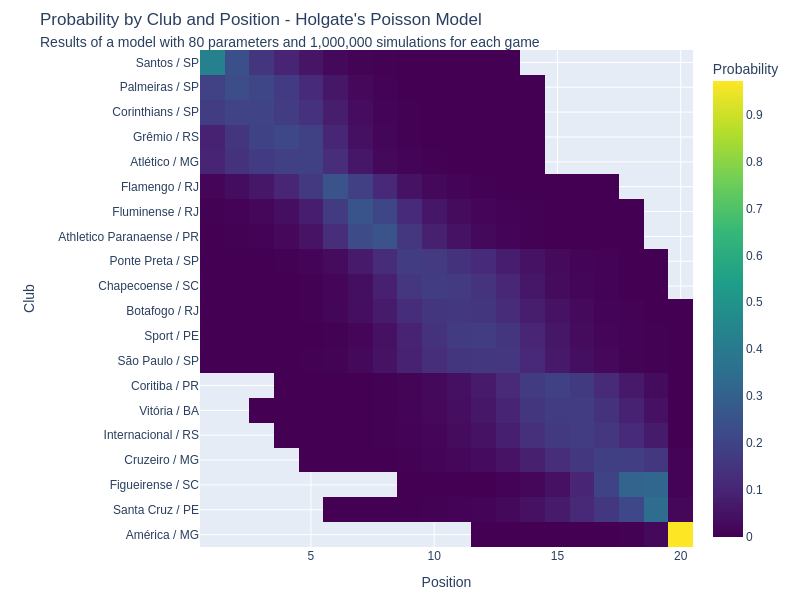 Probability by Club and Position - Holgate's Poisson Model
Results of a model with 80 parameters and 1,000,000 simulations for each game
Probability
Santos / SP
Palmeiras / SP
Corinthians / SP
Grêmio / RS
Atlético / MG
Flamengo / RJ
Fluminense / RJ
Athletico Paranaense / PR
Ponte Preta / SP
Chapecoense / SC
Botafogo / RJ
Sport / PE
São Paulo / SP
Coritiba / PR
Vitória / BA
Internacional / RS
Cruzeiro / MG
Figueirense / SC
Santa Cruz / PE
América / MG
Club
5
10
15
20
Position
0.9
0.8
0.7
0.6
0.5
0.4
0.3
0.2
0.1
0